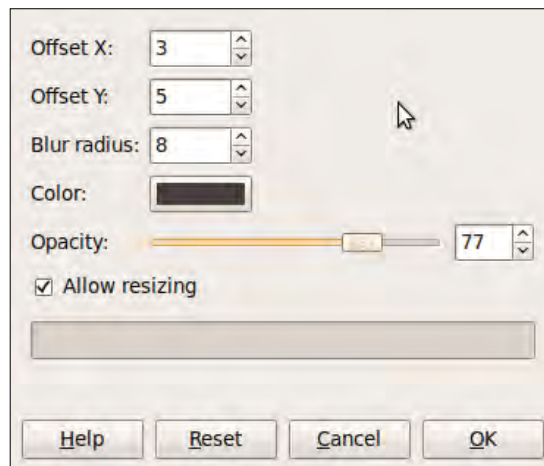 Offset X: 3
Offset Y: 5
Blur radius: 8
Color:
Opacity: 77
Allow resizing
Help Reset Cancel OK